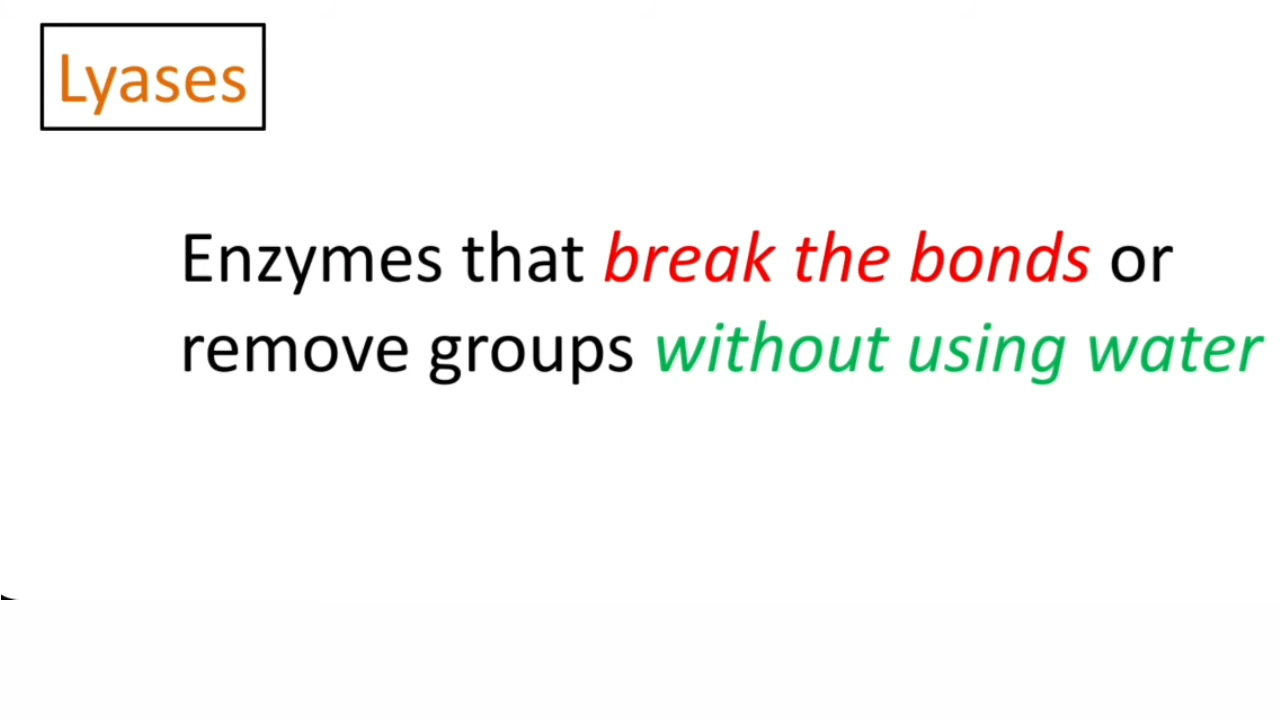 Lyases
Enzymes that break the bonds or
remove groups without using water